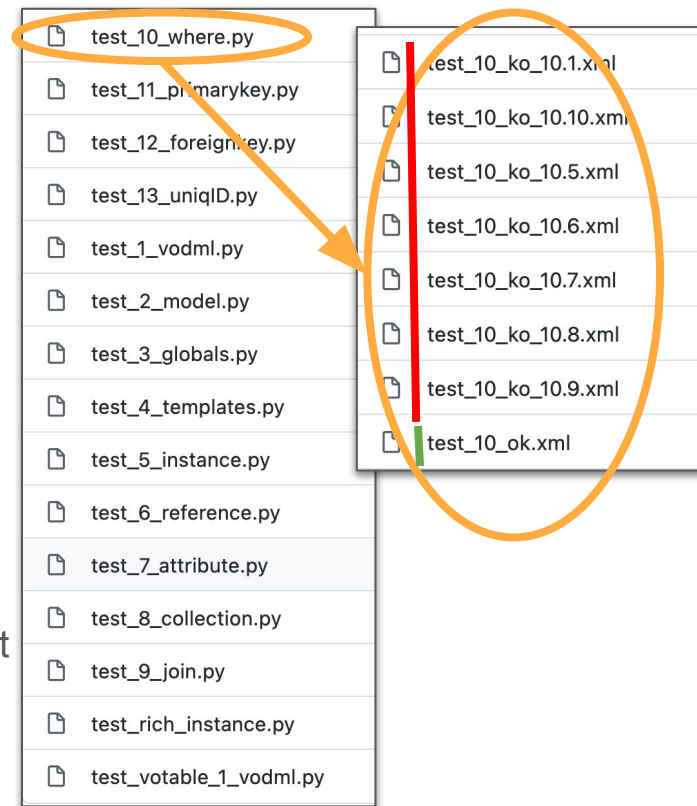 test_10_where.py
test_11_primarykey.py
test_12_foreignkey.py
test_13_uniqID.py
test_1_vodml.py
test_2_model.py
test_3_globals.py
test_4_templates.py
test_5_instance.py
test_6_reference.py
test_7_attribute.py
test_8_collection.py
test_9_join.py
test_rich_instance.py
test_votable_1_vodml.py
test_10_ko_10.1.xml
test_10_ko_10.10.xml
test_10_ko_10.5.xml
test_10_ko_10.6.xml
test_10_ko_10.7.xml
test_10_ko_10.8.xml
test_10_ko_10.9.xml
test_10_ok.xml
t